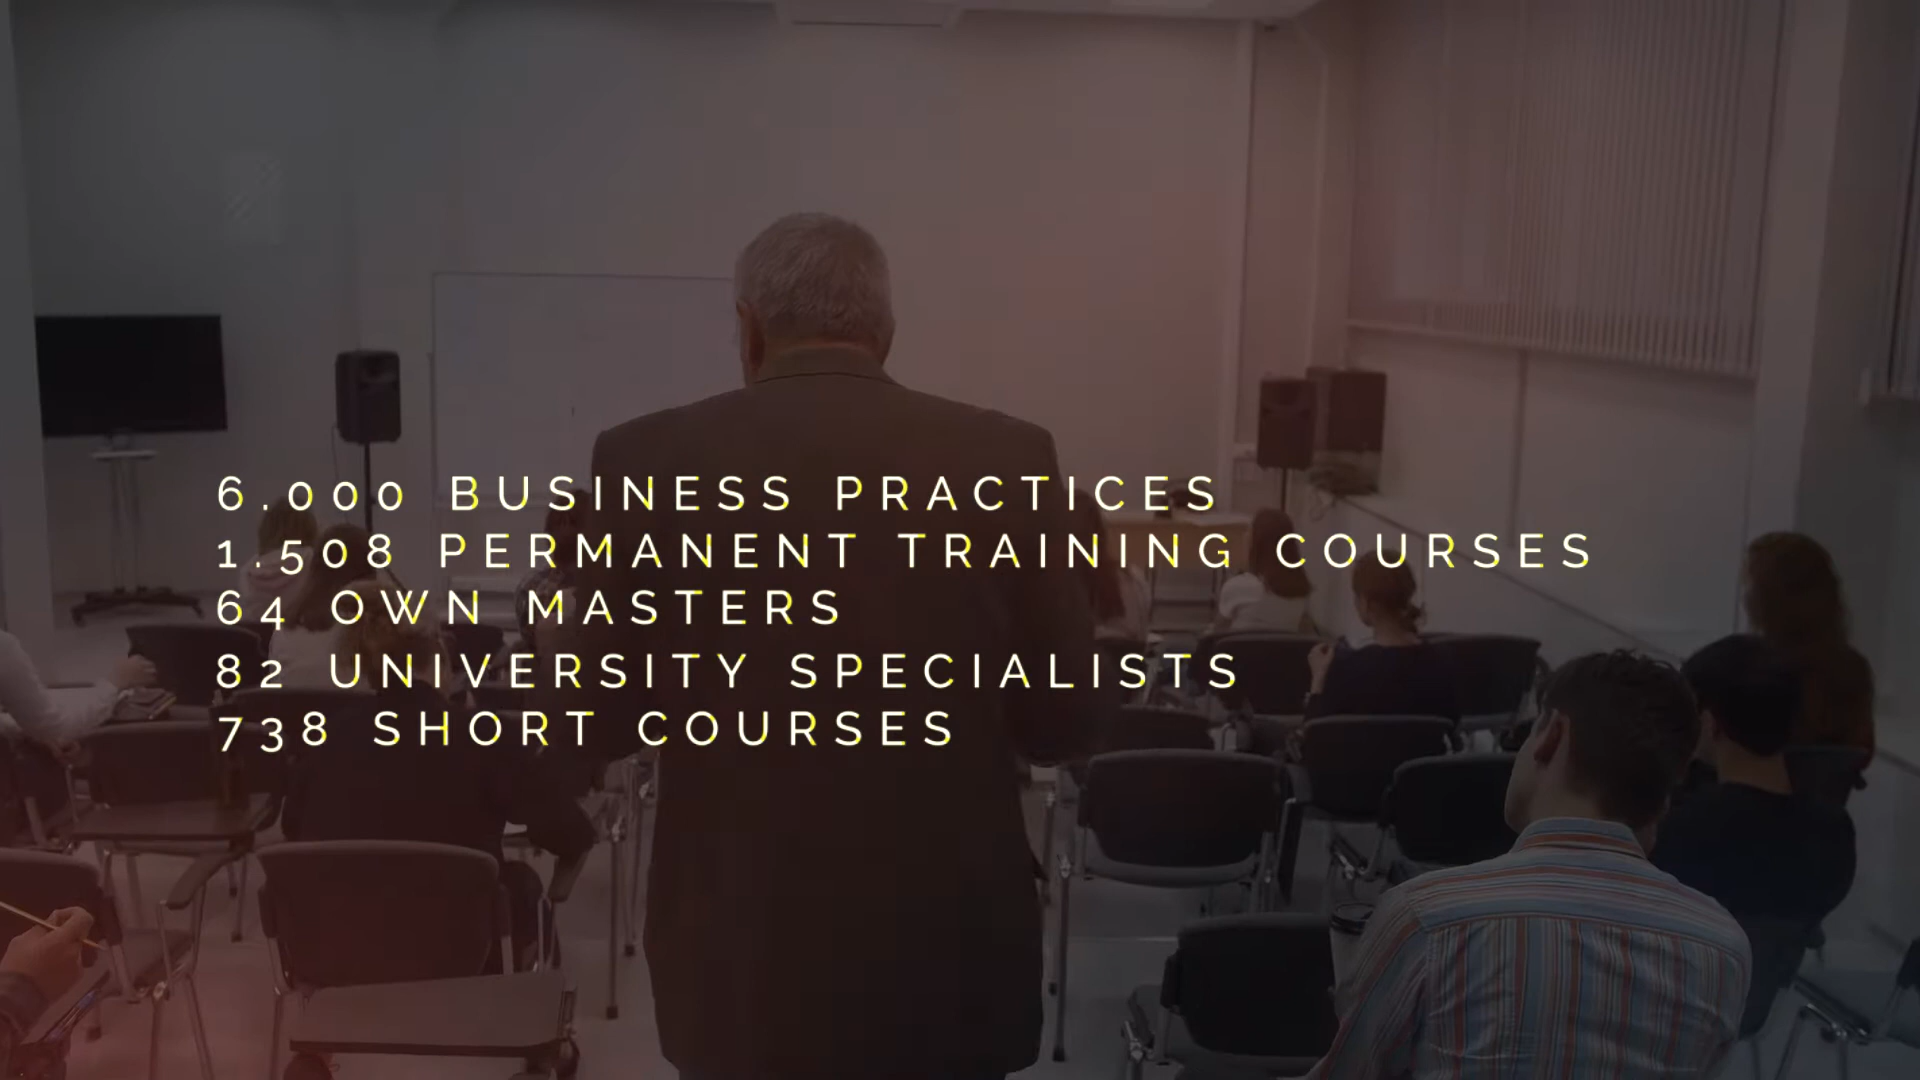 6.000 BUSINESS PRACTICES
1.508 PERMANENT TRAINING COURSES
64 OWN MASTERS
82 UNIVERSITY SPECIALISTS
738 SHORT COURSES